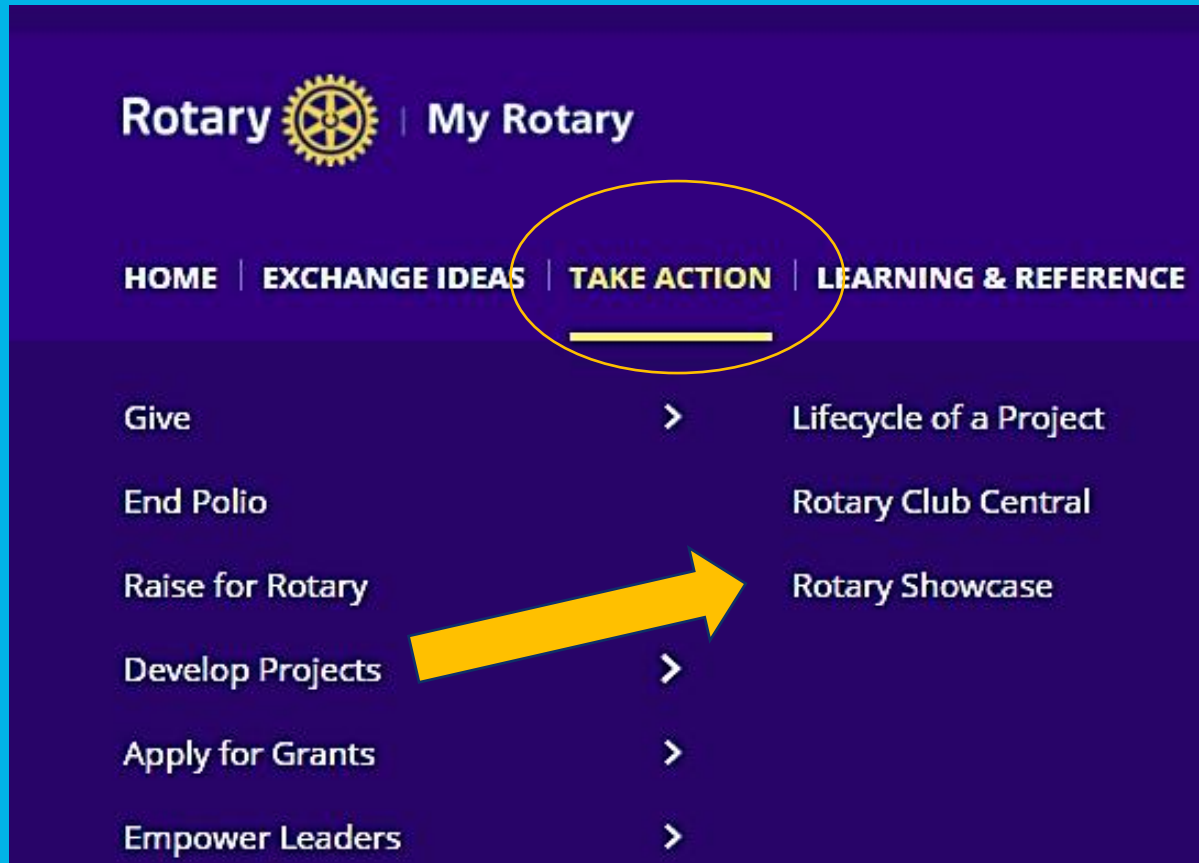 Rotary | My Rotary
HOME | EXCHANGE IDEAS | TAKE ACTION | LEARNING & REFERENCE
Give
End Polio
Raise for Rotary
Develop Projects
Apply for Grants
Empower Leaders
Lifecycle of a Project
Rotary Club Central
Rotary Showcase